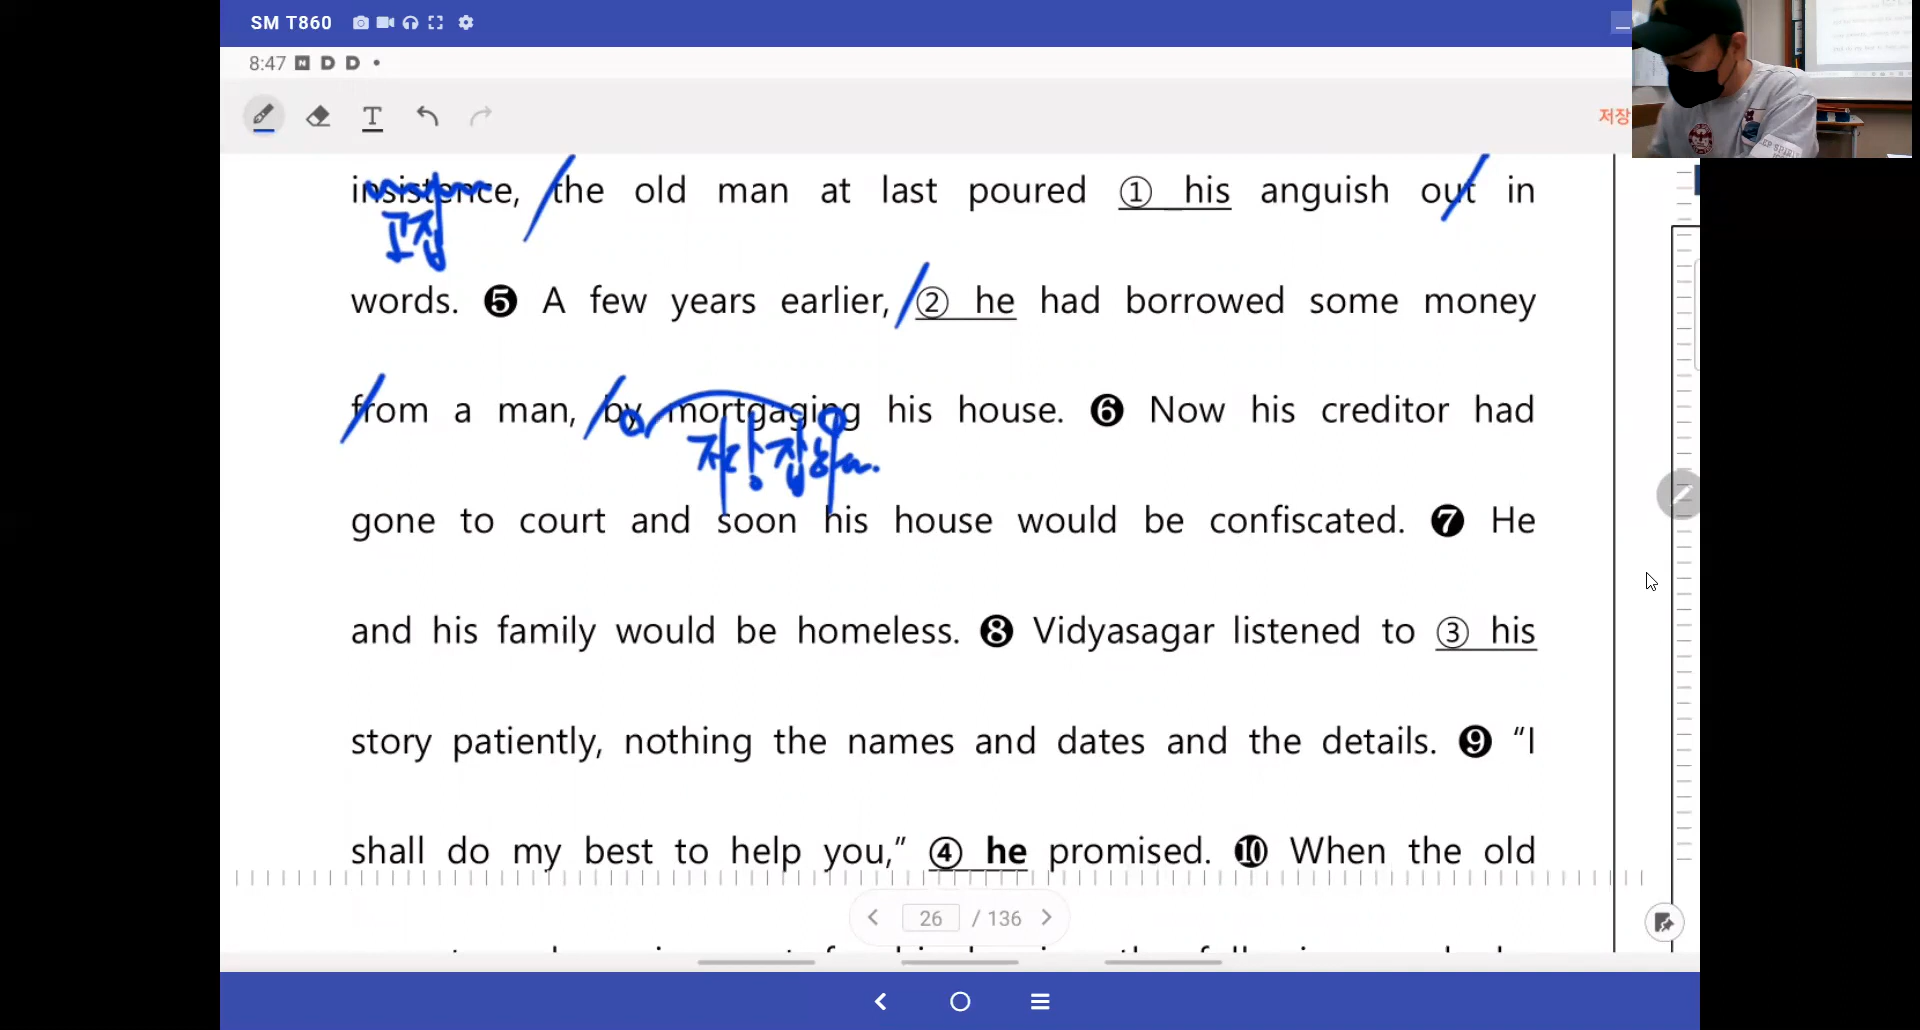 SM T860
8:47
저장
insistence, the old man at last poured ① his anguish out in
고집
words. ❺ A few years earlier, ② he had borrowed some money
from a man, by mortgaging his house. ❻ Now his creditor had
gone to court and soon his house would be confiscated. ❼ He
and his family would be homeless. ❽ Vidyasagar listened to ③ his
story patiently, nothing the names and dates and the details. ❾ “I
shall do my best to help you,” ④ he promised. ❿ When the old
26 / 136